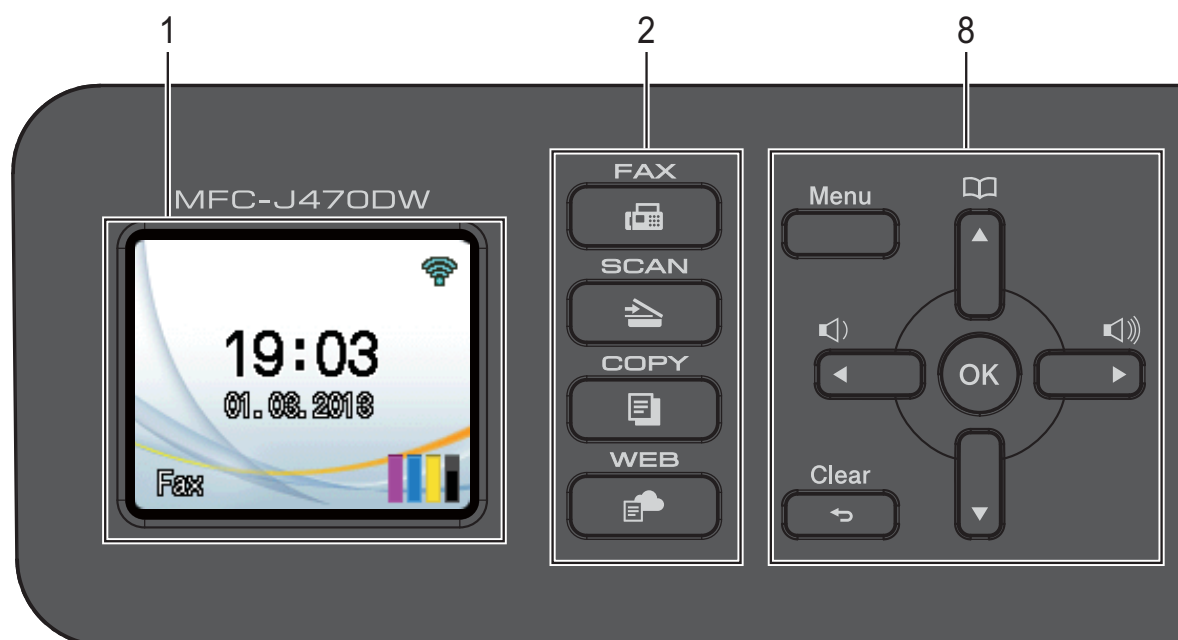 1
2
8
MFC-J470DW
19:03
01.03.2013
Fax
FAX
SCAN
COPY
WEB
Menu
OK
Clear